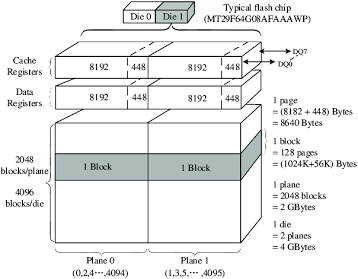 Typical flash chip
(MT29F64G08AFAAAWP)
Die 0
Die 1
Cache
Registers
8192
448
8192
448
DQ7
DQ0
Data
Registers
8192
448
8192
448
1 page
= (8182 + 448) Bytes
= 8640 Bytes
1 block
= 128 pages
= (1024K+56K) Bytes
2048
blocks/plane
1 Block
1 Block
4096
blocks/die
1 plane
= 2048 blocks
= 2 GBytes
1 die
= 2 planes
= 4 GBytes
Plane 0
(0,2,4⋯,4094)
Plane 1
(1,3,5, ⋯ ,4095)